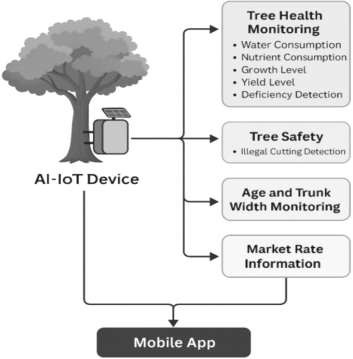 Tree Health
Monitoring
• Water Consumption
• Nutrient Consumption
• Growth Level
• Yield Level
• Deficiency Detection
Tree Safety
• Illegal Cutting Detection
AI-IoT Device
Age and Trunk
Width Monitoring
Market Rate
Information
Mobile App